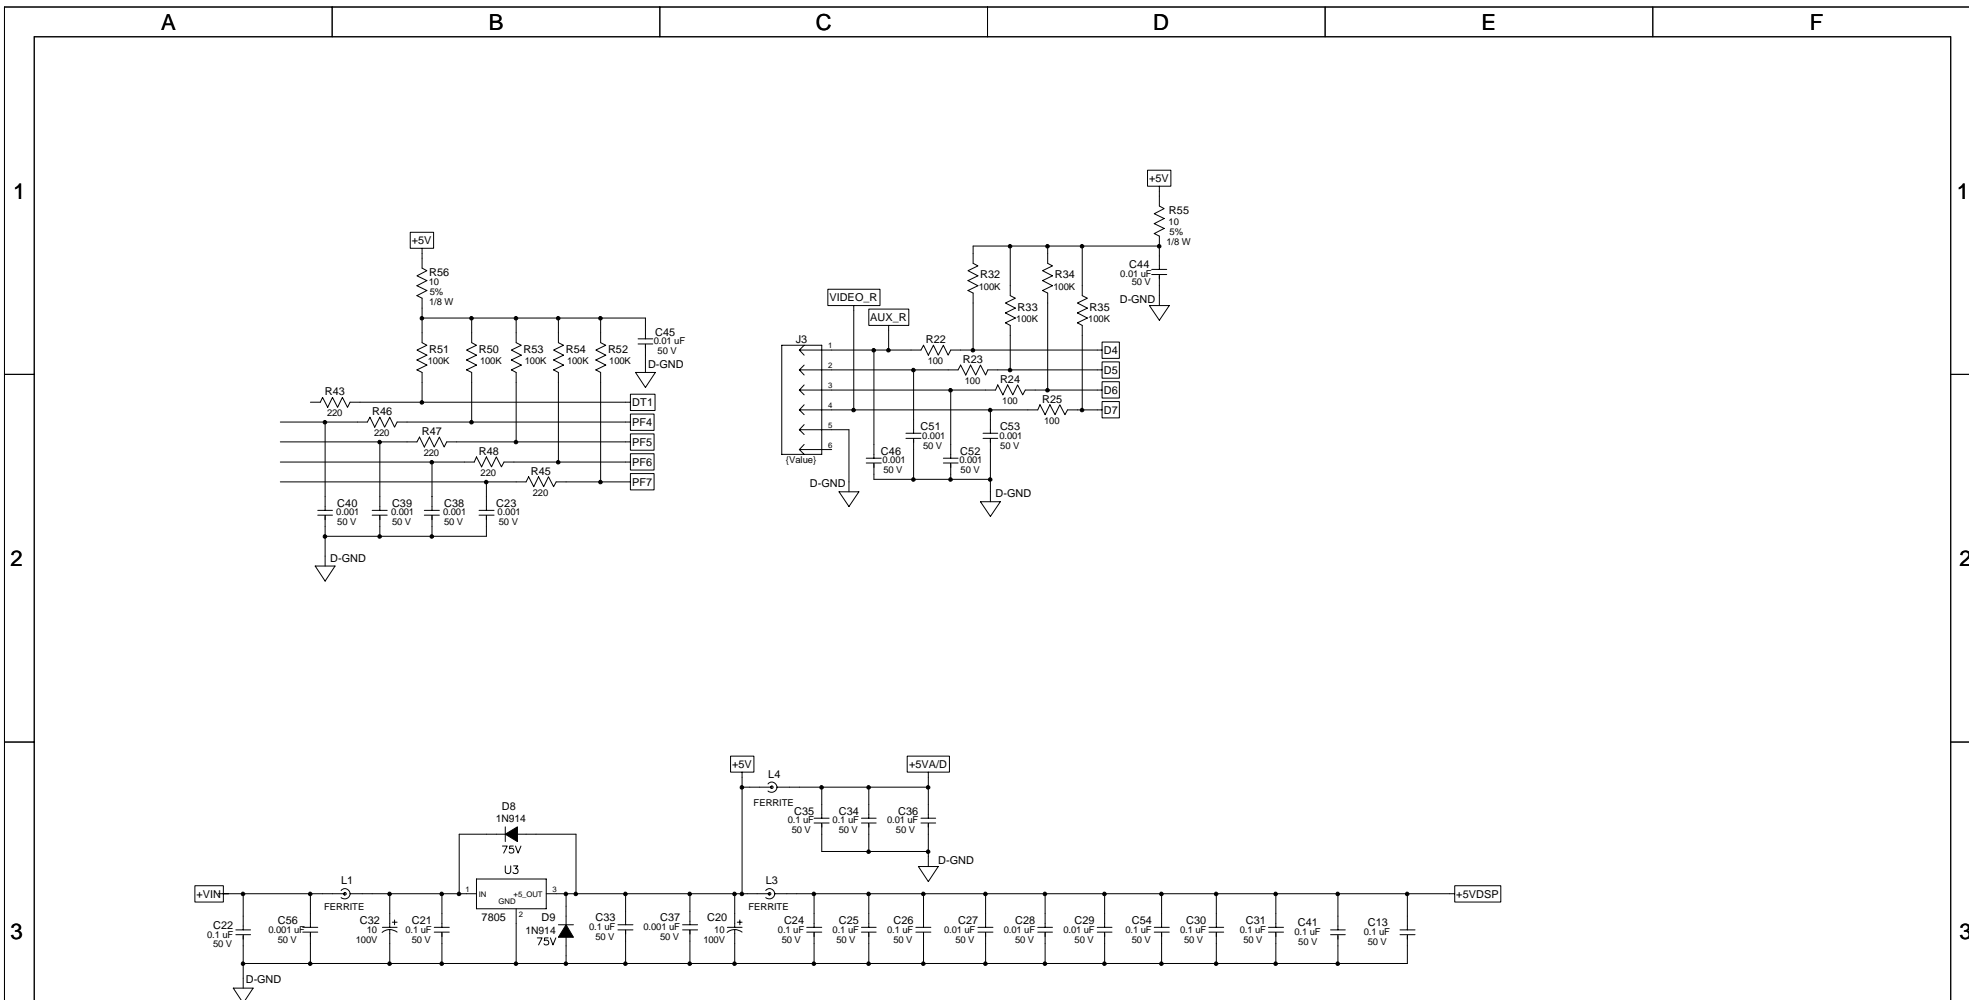 A B C D E F
1 1
+5V
R55
10
5%
1/8 W
+5V
R56
10
5%
1/8 W
C44
0.01 uF
50 V
D-GND
R32
100K
R34
100K
R33
100K
R35
100K
VIDEO_R
AUX_R
R51
100K
R50
100K
R53
100K
R54
100K
R52
100K
C45
0.01 uF
50 V
D-GND
J3
1
2
3
4
5
6
{Value}
R22
100
R23
100
R24
100
R25
100
D4
D5
D6
D7
R43
220
R46
220
R47
220
R48
220
R45
220
DT1
PF4
PF5
PF6
PF7
C46
0.001
50 V
C51
0.001
50 V
C52
0.001
50 V
C53
0.001
50 V
D-GND
D-GND
C40
0.001
50 V
C39
0.001
50 V
C38
0.001
50 V
C23
0.001
50 V
D-GND
2 2
+5V
L4
FERRITE
+5VA/D
C35
0.1 uF
50 V
C34
0.1 uF
50 V
C36
0.01 uF
50 V
D-GND
D8
1N914
75V
U3
1
IN
+5_OUT
GND
3
2
7805
+VIN
L1
FERRITE
L3
FERRITE
+5VDSP
C22
0.1 uF
50 V
C56
0.001 uF
50 V
C32
10
100V
+
C21
0.1 uF
50 V
D9
1N914
75V
C33
0.1 uF
50 V
C37
0.001 uF
50 V
C20
10
100V
+
C24
0.1 uF
50 V
C25
0.1 uF
50 V
C26
0.1 uF
50 V
C27
0.01 uF
50 V
C28
0.01 uF
50 V
C29
0.01 uF
50 V
C54
0.1 uF
50 V
C30
0.1 uF
50 V
C31
0.1 uF
50 V
C41
0.1 uF
50 V
C13
0.1 uF
50 V
3 3
D-GND